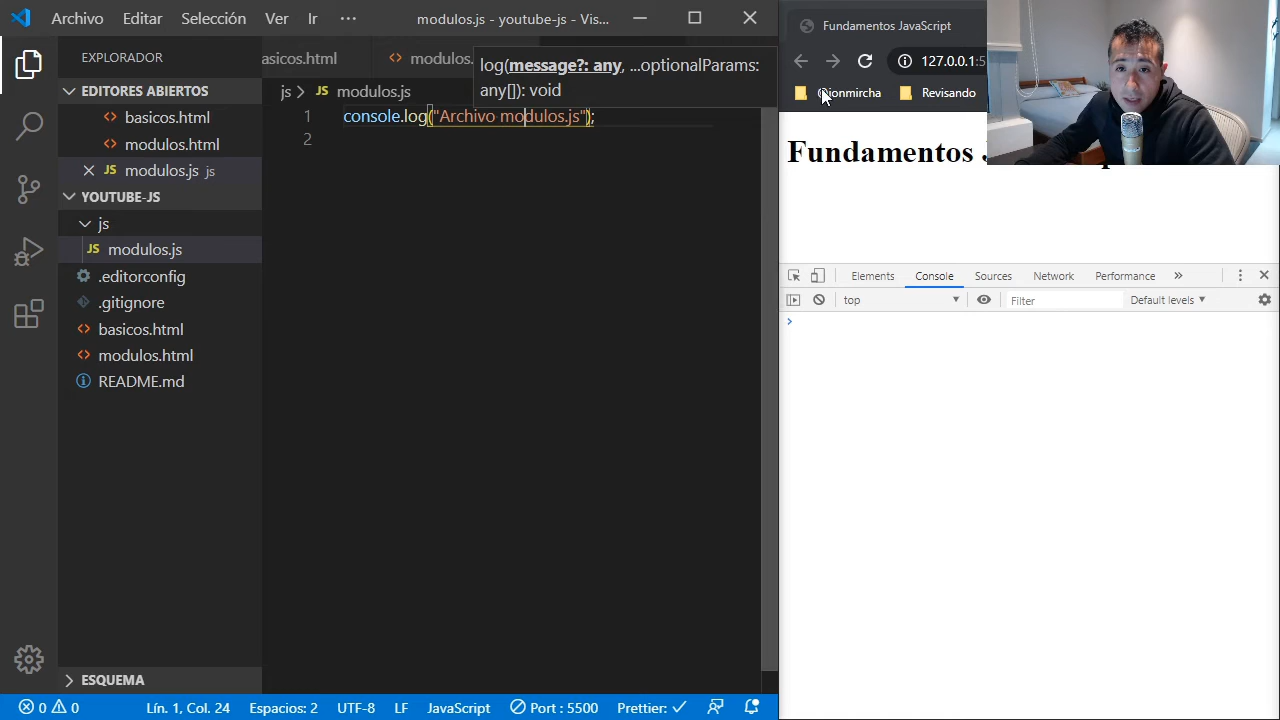 Archivo Editar Selección Ver Ir ··· modulos.js - youtube-js - Vis...
EXPLORADOR
EDITORES ABIERTOS
basicos.html
modulos.html
modulos.js js
YOUTUBE-JS
js
modulos.js
.editorconfig
.gitignore
basicos.html
modulos.html
README.md
ESQUEMA
asicos.html
modulos.
log(message?: any, ...optionalParams:
any[]): void
js > modulos.js
1 console.log("Archivo modulos.js");
2
0 0 Lín. 1, Col. 24 Espacios: 2 UTF-8 LF JavaScript Port : 5500 Prettier:
Fundamentos JavaScript
127.0.0.1:5
@jonmircha Revisando
Fundamentos
Elements Console Sources Network Performance »
top Filter Default levels